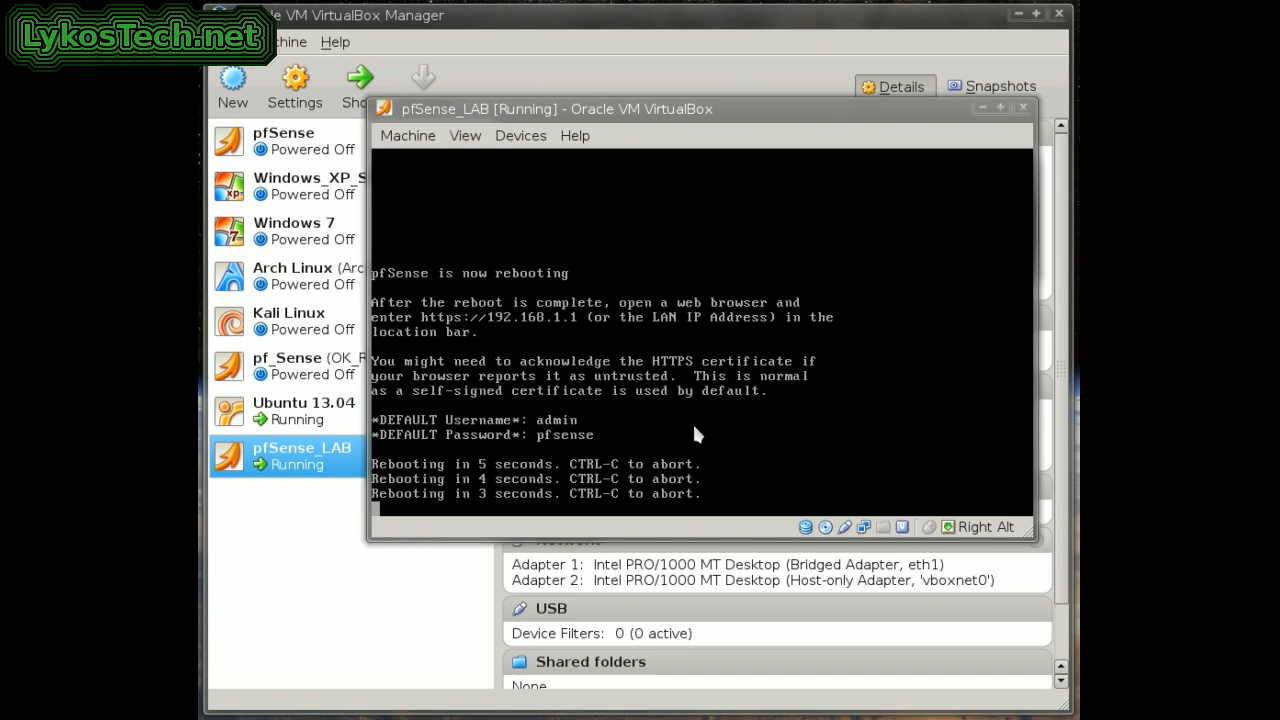 LykosTech.net
le VM VirtualBox Manager
hine Help
New Settings Sho
Details Snapshots
pfSense
Powered Off
Windows_XP_S
Powered Off
Windows 7
Powered Off
Arch Linux (Arc
Powered Off
Kali Linux
Powered Off
pf_Sense (OK_R
Powered Off
Ubuntu 13.04
Running
pfSense_LAB
Running
pfSense_LAB [Running] - Oracle VM VirtualBox
Machine View Devices Help
pfSense is now rebooting
After the reboot is complete, open a web browser and
enter https://192.168.1.1 (or the LAN IP Address) in the
location bar.
You might need to acknowledge the HTTPS certificate if
your browser reports it as untrusted. This is normal
as a self-signed certificate is used by default.
*DEFAULT Username*: admin
*DEFAULT Password*: pfsense
Rebooting in 5 seconds. CTRL-C to abort.
Rebooting in 4 seconds. CTRL-C to abort.
Rebooting in 3 seconds. CTRL-C to abort.
Right Alt
Adapter 1: Intel PRO/1000 MT Desktop (Bridged Adapter, eth1)
Adapter 2: Intel PRO/1000 MT Desktop (Host-only Adapter, 'vboxnet0')
USB
Device Filters: 0 (0 active)
Shared folders
None